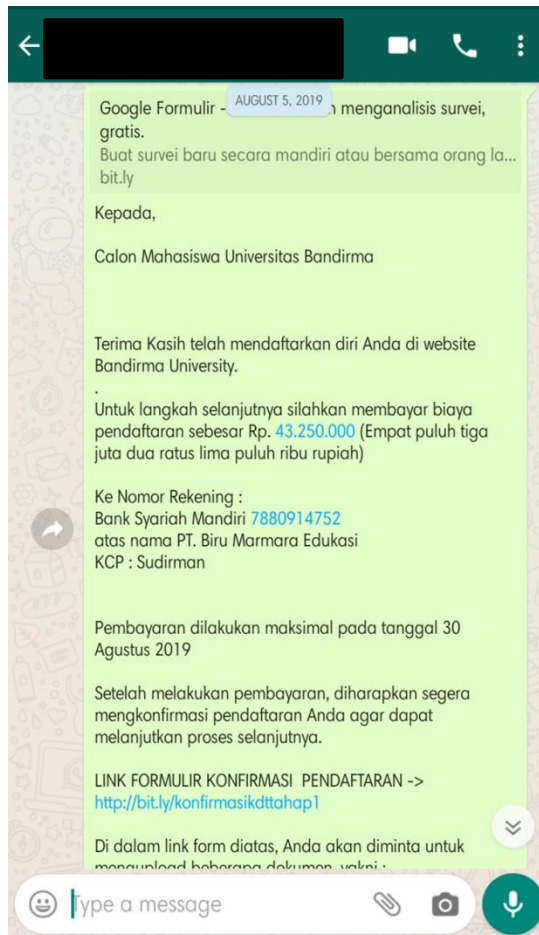 Google Formulir - AUGUST 5, 2019 menganalisis survei,
gratis.
Buat survei baru secara mandiri atau bersama orang la...
bit.ly
Kepada,
Calon Mahasiswa Universitas Bandirma
Terima Kasih telah mendaftarkan diri Anda di website
Bandirma University.
.
Untuk langkah selanjutnya silahkan membayar biaya
pendaftaran sebesar Rp. 43.250.000 (Empat puluh tiga
juta dua ratus lima puluh ribu rupiah)
Ke Nomor Rekening :
Bank Syariah Mandiri 7880914752
atas nama PT. Biru Marmara Edukasi
KCP : Sudirman
Pembayaran dilakukan maksimal pada tanggal 30
Agustus 2019
Setelah melakukan pembayaran, diharapkan segera
mengkonfirmasi pendaftaran Anda agar dapat
melanjutkan proses selanjutnya.
LINK FORMULIR KONFIRMASI PENDAFTARAN ->
http://bit.ly/konfirmasikdttahap1
Di dalam link form diatas, Anda akan diminta untuk
mengupload beberapa dokumen, yakni :
Type a message